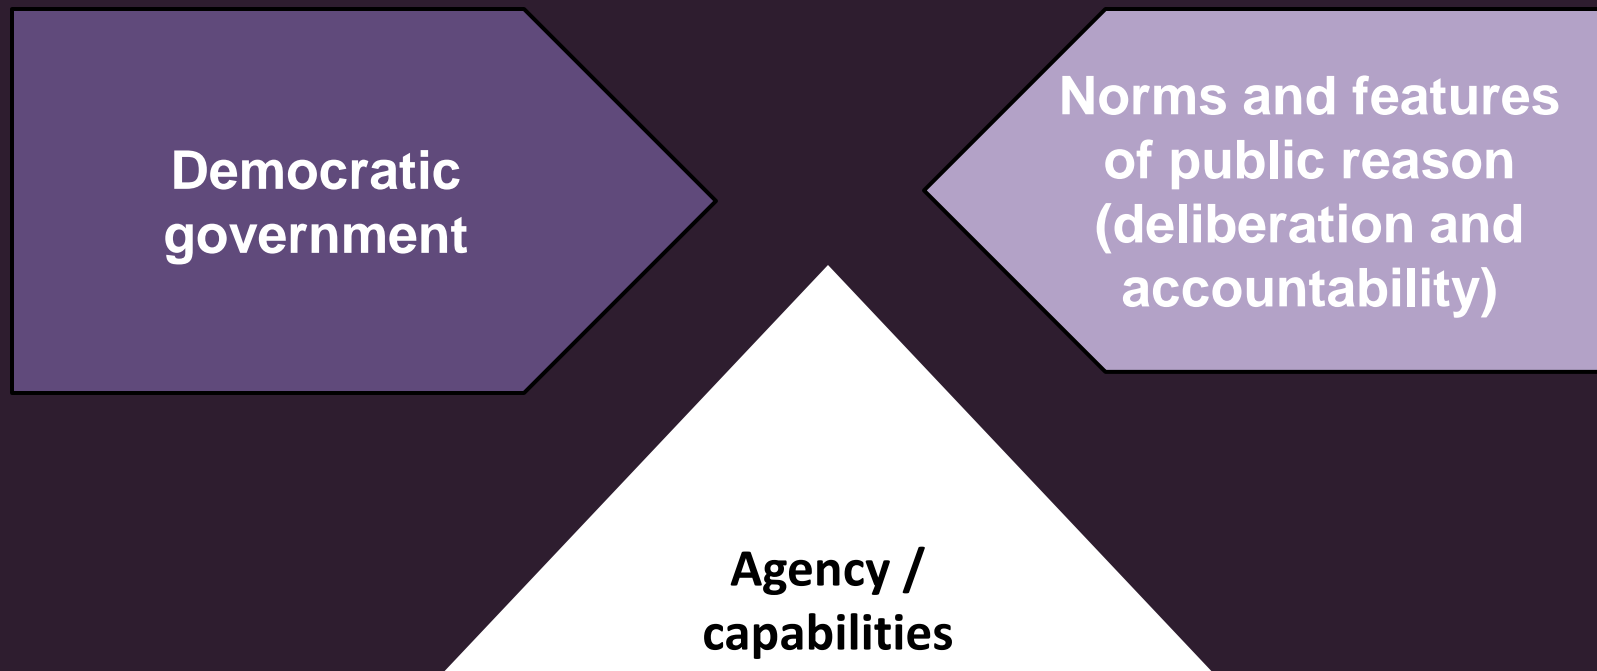 Democratic
government
Norms and features
of public reason
(deliberation and
accountability)
Agency /
capabilities